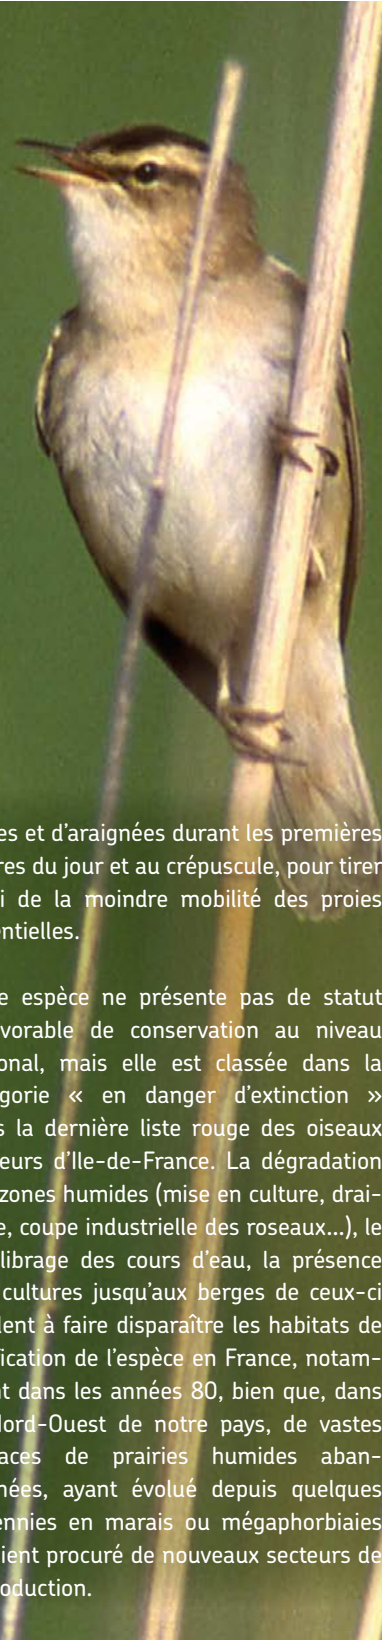 es et d'araignées durant les premières
res du jour et au crépuscule, pour tirer
i de la moindre mobilité des proies
entielles.
e espèce ne présente pas de statut
avorable de conservation au niveau
onal, mais elle est classée dans la
gorie « en danger d'extinction »
s la dernière liste rouge des oiseaux
eurs d'Ile-de-France. La dégradation
zones humides (mise en culture, drai-
e, coupe industrielle des roseaux...), le
librage des cours d'eau, la présence
cultures jusqu'aux berges de ceux-ci
dent à faire disparaître les habitats de
fication de l'espèce en France, notam-
nt dans les années 80, bien que, dans
Nord-Ouest de notre pays, de vastes
aces de prairies humides aban-
nées, ayant évolué depuis quelques
ennies en marais ou mégaphorbiaies
aient procuré de nouveaux secteurs de
oduction.